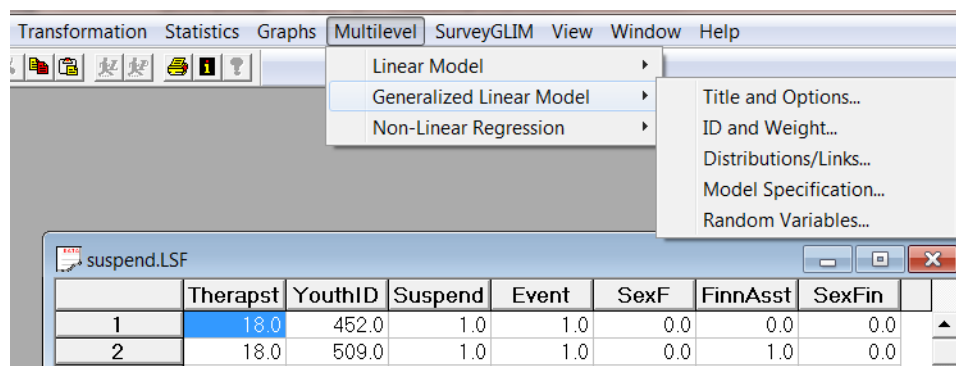 Transformation Statistics Graphs Multilevel SurveyGLIM View Window Help
Linear Model
Generalized Linear Model
Non-Linear Regression
Title and Options...
ID and Weight...
Distributions/Links...
Model Specification...
Random Variables...
suspend.LSF
Therapst YouthID Suspend Event SexF FinnAsst SexFin
1 18.0 452.0 1.0 1.0 0.0 0.0 0.0
2 18.0 509.0 1.0 1.0 0.0 1.0 0.0